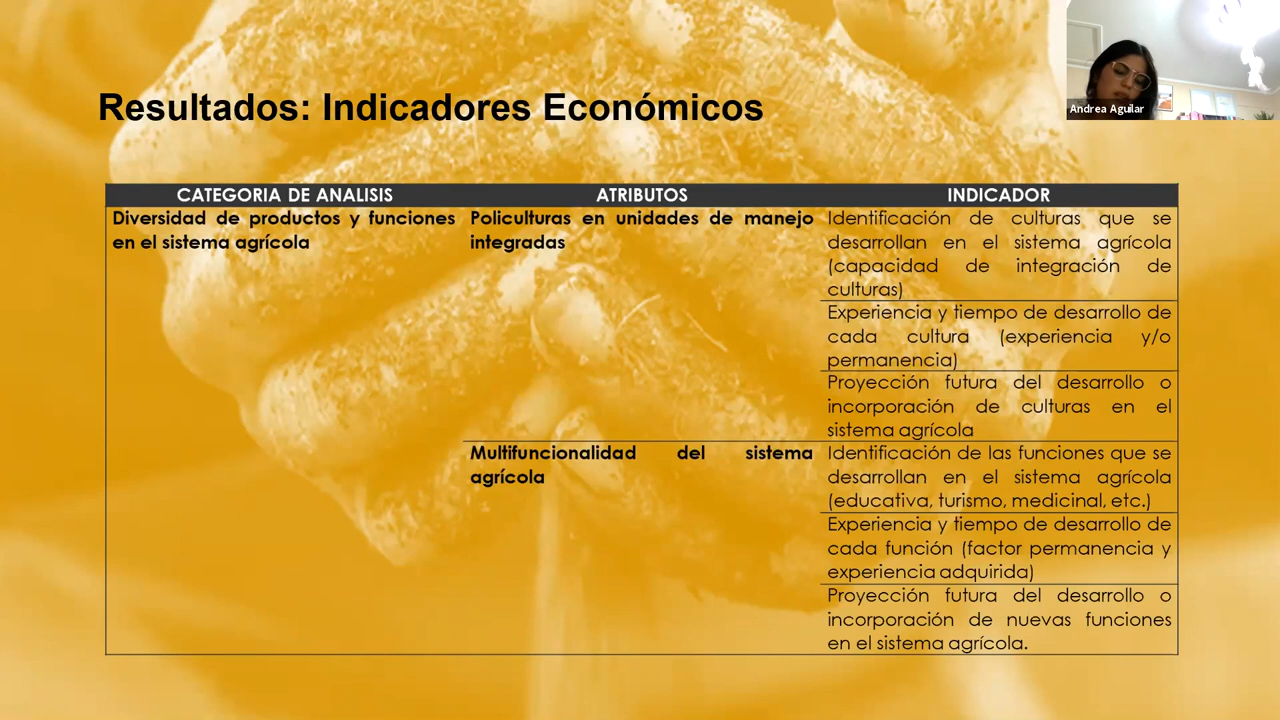 Resultados: Indicadores Económicos
Andrea Aguilar
CATEGORIA DE ANALISIS
ATRIBUTOS
INDICADOR
Diversidad de productos y funciones
en el sistema agrícola
Policulturas en unidades de manejo
integradas
Identificación de culturas que se
desarrollan en el sistema agrícola
(capacidad de integración de
culturas)
Experiencia y tiempo de desarrollo de
cada cultura (experiencia y/o
permanencia)
Proyección futura del desarrollo o
incorporación de culturas en el
sistema agrícola
Multifuncionalidad del sistema
agrícola
Identificación de las funciones que se
desarrollan en el sistema agrícola
(educativa, turismo, medicinal, etc.)
Experiencia y tiempo de desarrollo de
cada función (factor permanencia y
experiencia adquirida)
Proyección futura del desarrollo o
incorporación de nuevas funciones
en el sistema agrícola.